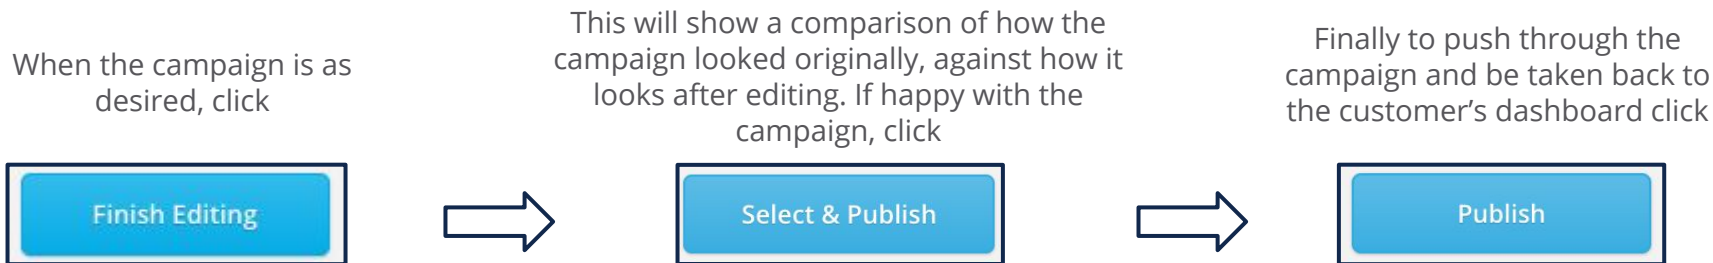 When the campaign is as
desired, click
Finish Editing
This will show a comparison of how the
campaign looked originally, against how it
looks after editing. If happy with the
campaign, click
Select & Publish
Finally to push through the
campaign and be taken back to
the customer’s dashboard click
Publish